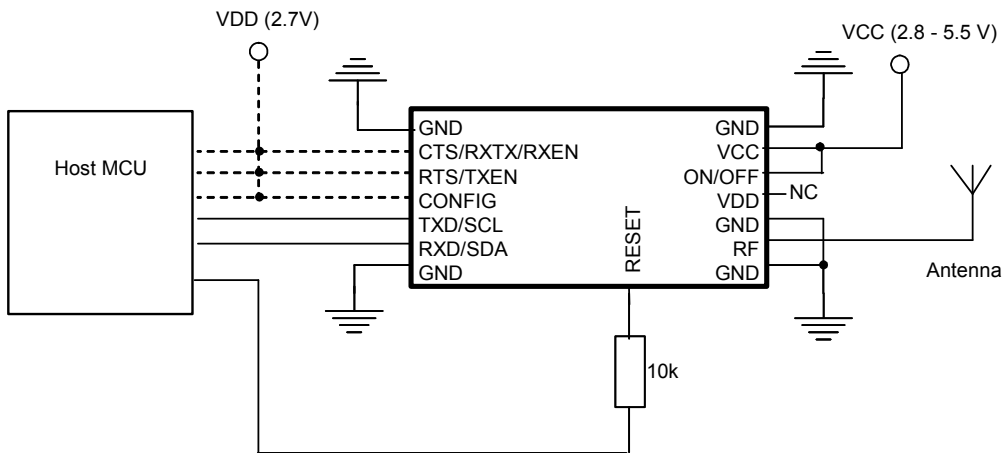 VDD (2.7V)
VCC (2.8 - 5.5 V)
Host MCU
GND
CTS/RXTX/RXEN
RTS/TXEN
CONFIG
TXD/SCL
RXD/SDA
GND
RESET
GND
VCC
ON/OFF
VDD
NC
GND
RF
GND
Antenna
10k